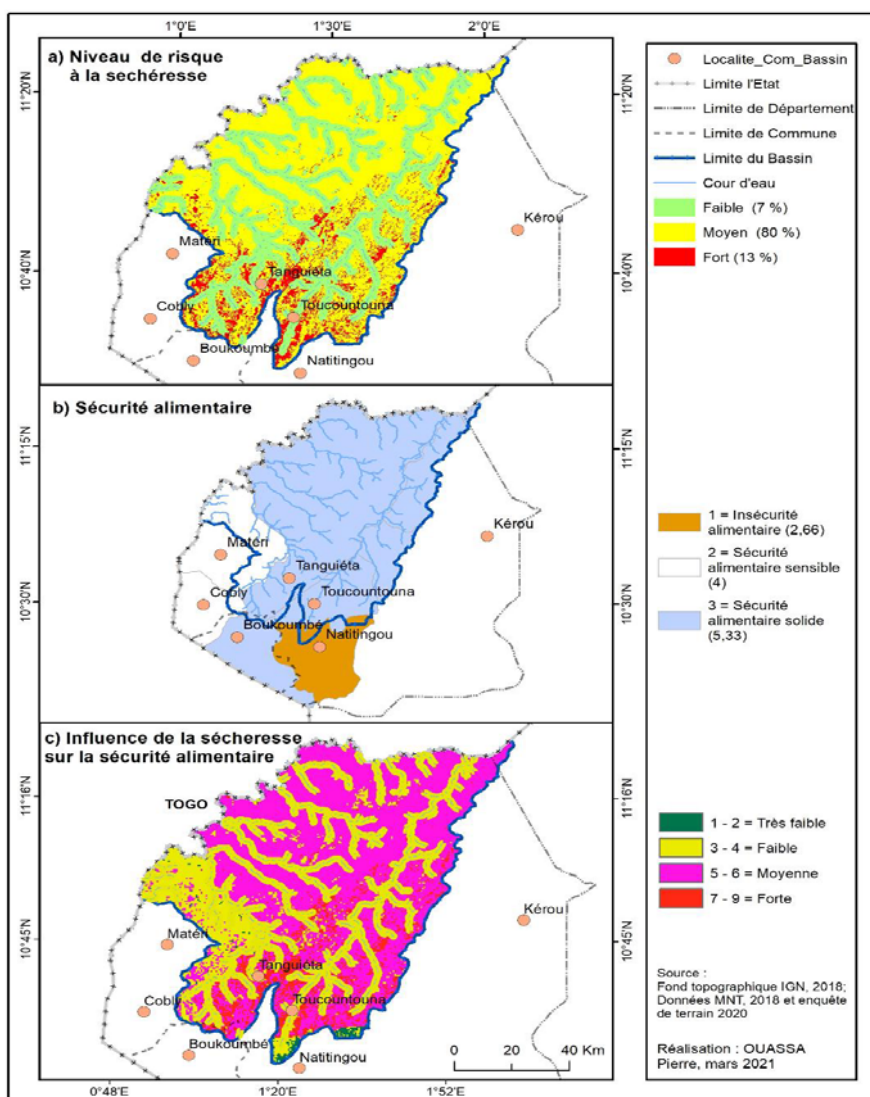 1°0'E
1°30'E
2°0'E
a) Niveau de risque
à la sechéresse
11°20'N
11°20'N
10°40'N
10°40'N
Kérou
Matéri
Tanguiéta
Cobly
Toucountouna
Boukoumbé
Natitingou
b) Sécurité alimentaire
11°15'N
11°15'N
10°30'N
10°30'N
Kérou
Matéri
Tanguiéta
Cobly
Toucountouna
Boukoumbé
Natitingou
c) Influence de la sécheresse
sur la sécurité alimentaire
TOGO
11°16'N
11°16'N
10°45'N
10°45'N
Kérou
Matéri
Tanguiéta
Cobly
Toucountouna
Boukoumbé
Natitingou
0 20 40 Km
0°48'E
1°20'E
1°52'E
Localite_Com_Bassin
Limite l'Etat
Limite de Département
Limite de Commune
Limite du Bassin
Cour d'eau
Faible (7 %)
Moyen (80 %)
Fort (13 %)
1 = Insécurité
alimentaire (2,66)
2 = Sécurité
alimentaire sensible
(4)
3 = Sécurité
alimentaire solide
(5,33)
1 - 2 = Très faible
3 - 4 = Faible
5 - 6 = Moyenne
7 - 9 = Forte
Source :
Fond topographique IGN, 2018;
Données MNT, 2018 et enquête
de terrain 2020
Réalisation : OUASSA
Pierre, mars 2021